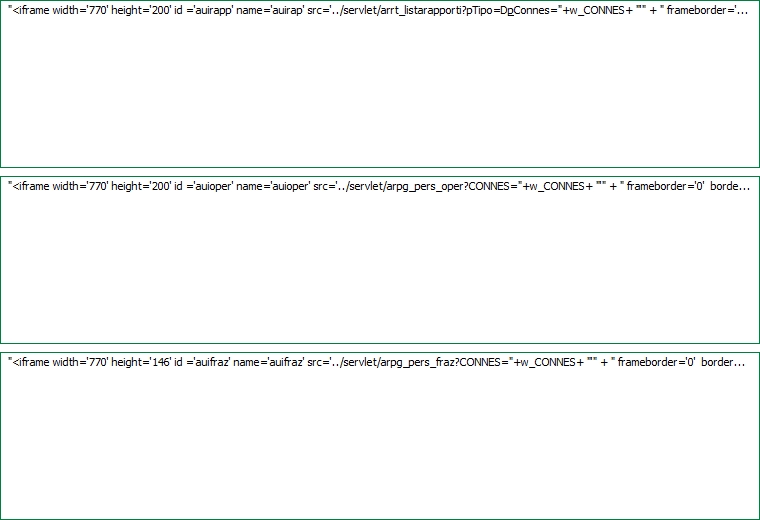 "<iframe width='770' height='200' id ='auirapp' name='auirap' src='../servlet/arrt_listarapporti?pTipo=DpConnes="+w_CONNES+ "'" + " frameborder='...
"<iframe width='770' height='200' id ='auioper' name='auioper' src='../servlet/arpg_pers_oper?CONNES="+w_CONNES+ "'" + " frameborder='0'  borde...
"<iframe width='770' height='146' id ='auifraz' name='auifraz' src='../servlet/arpg_pers_fraz?CONNES="+w_CONNES+ "'" + " frameborder='0'  border...